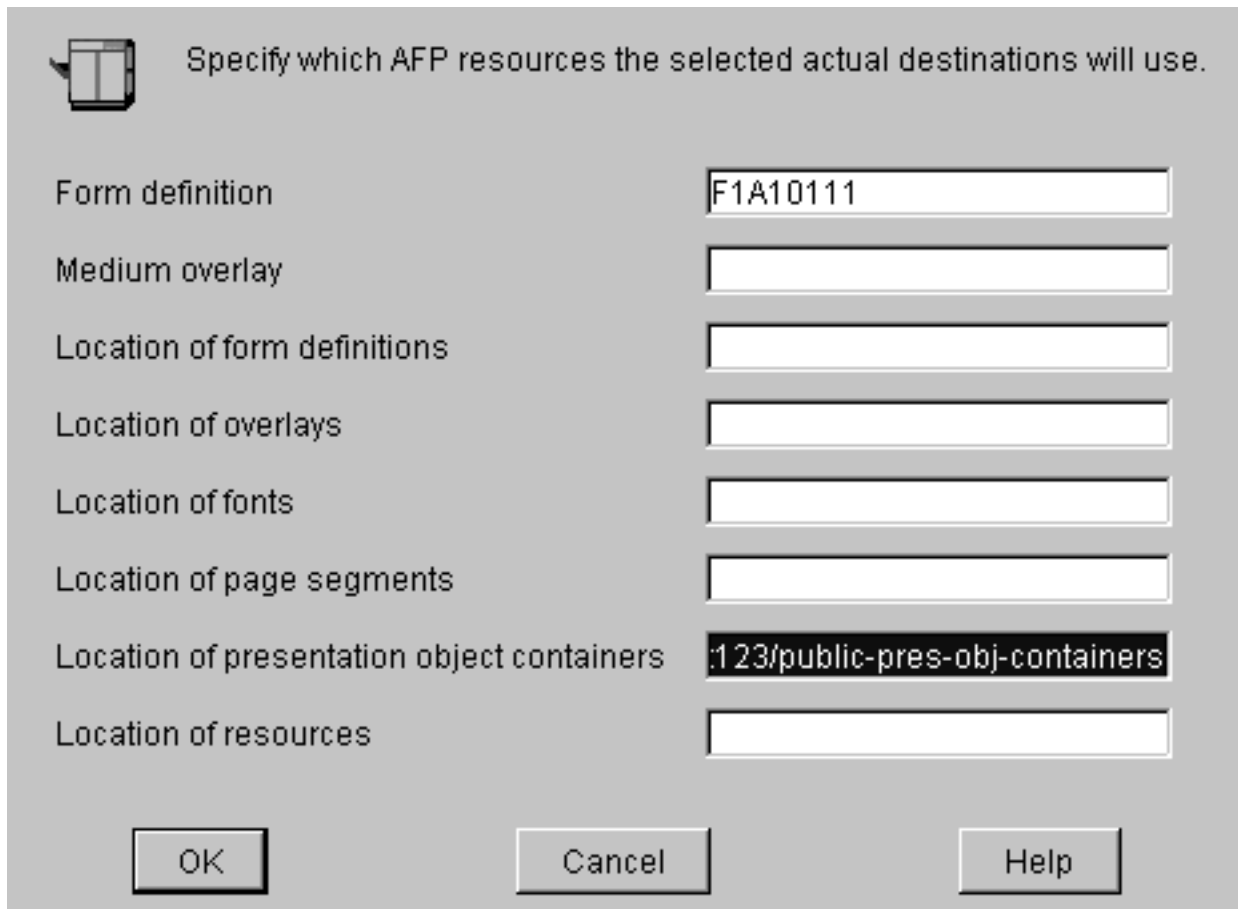 Specify which AFP resources the selected actual destinations will use.
Form definition F1A10111
Medium overlay
Location of form definitions
Location of overlays
Location of fonts
Location of page segments
Location of presentation object containers :123/public-pres-obj-containers
Location of resources
OK Cancel Help